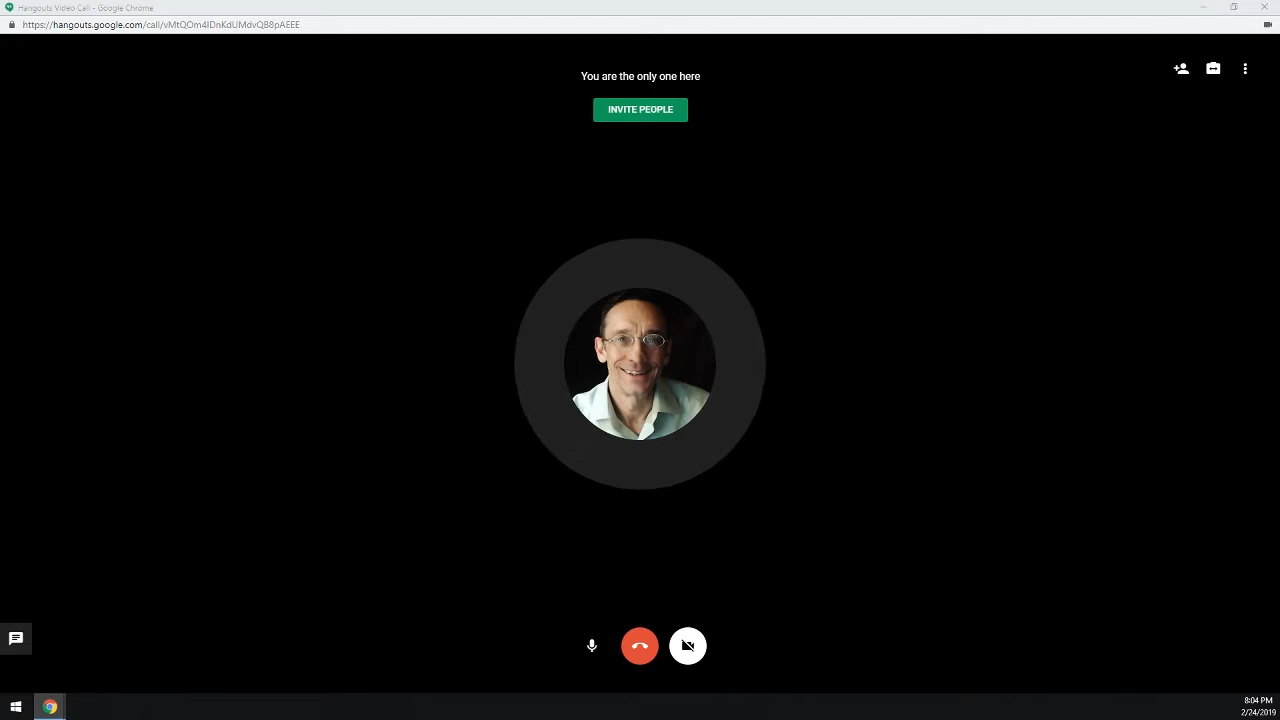 Hangouts Video Call - Google Chrome
https://hangouts.google.com/call/vMtQOm4IDnKdUMdvQB8pAEEE
You are the only one here
INVITE PEOPLE
8:04 PM
2/24/2019